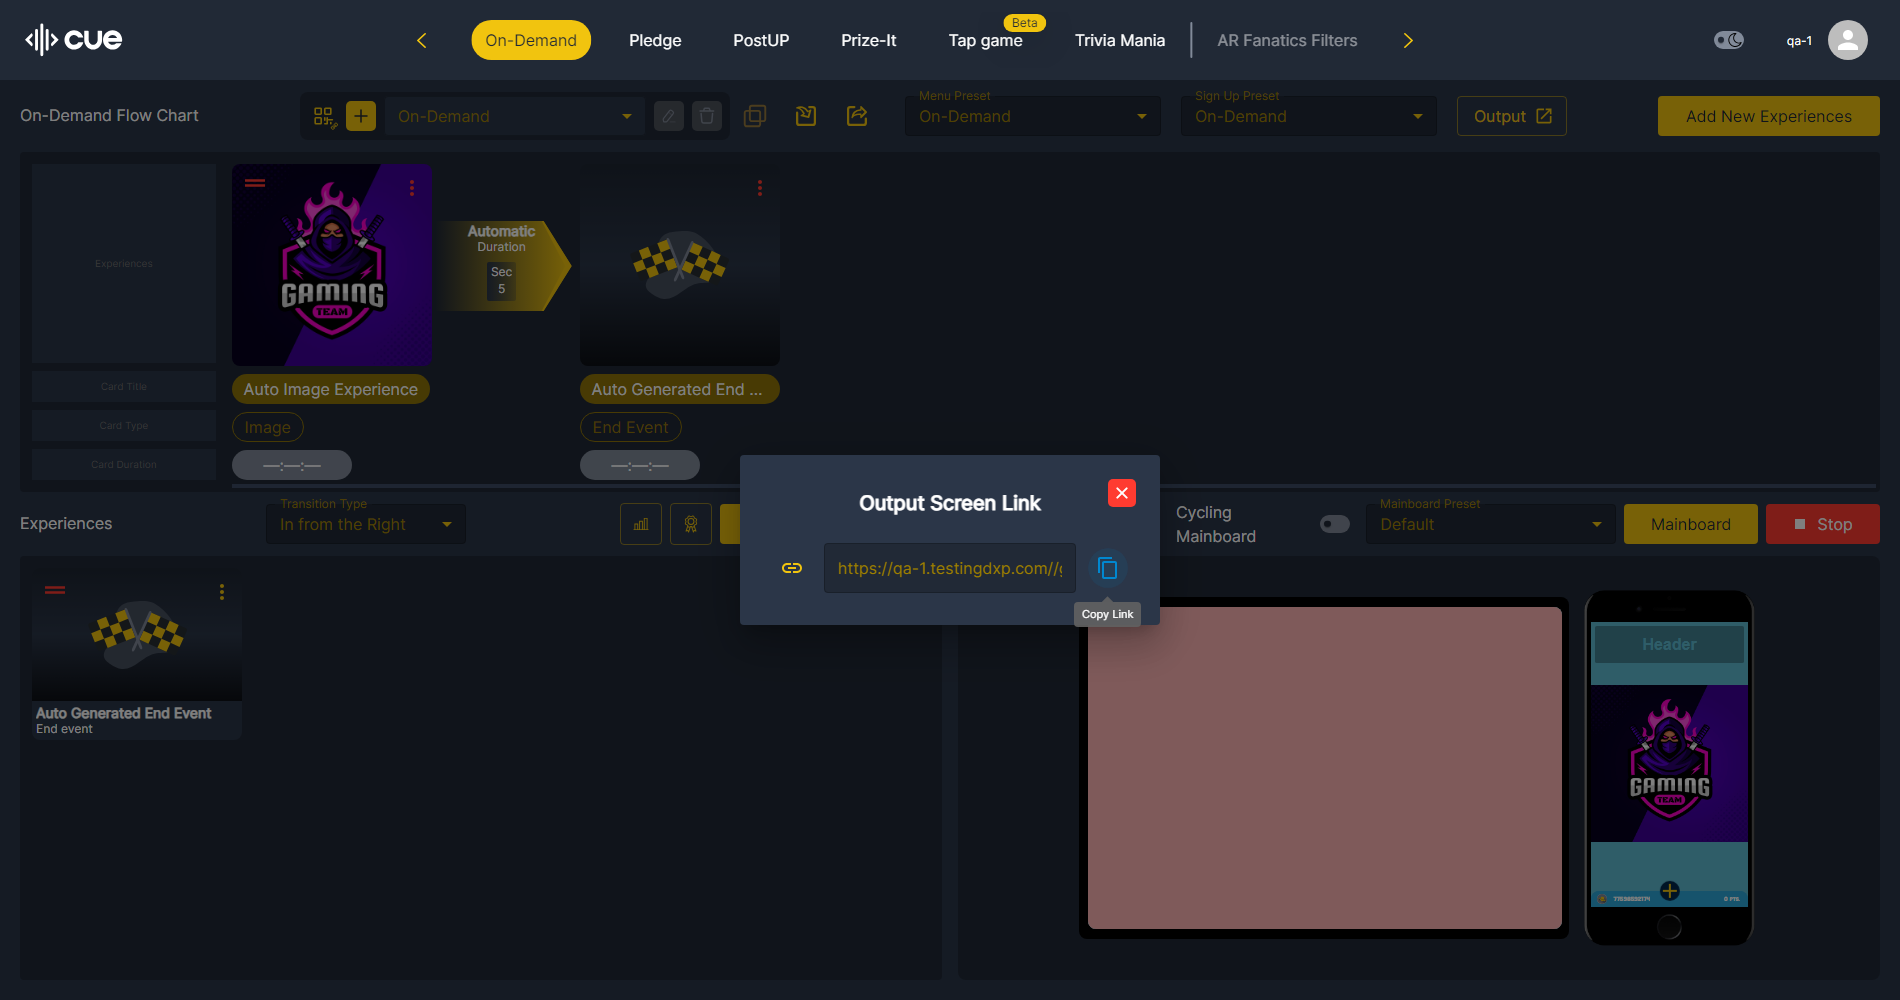 cue
On-Demand
Pledge
PostUP
Prize-It
Beta
Tap game
Trivia Mania
AR Fanatics Filters
qa-1
On-Demand Flow Chart
On-Demand
Menu Preset
On-Demand
Sign Up Preset
On-Demand
Output
Add New Experiences
Experiences
Card Title
Card Type
Card Duration
GAMING
TEAM
Automatic
Duration
Sec
5
Auto Image Experience
Image
—:—:—
Auto Generated End ...
End Event
—:—:—
Output Screen Link
https://qa-1.testingdxp.com//g
Copy Link
Experiences
Transition Type
In from the Right
Cycling
Mainboard
Mainboard Preset
Default
Mainboard
Stop
Auto Generated End Event
End event
Header
GAMING
TEAM
0 PTS